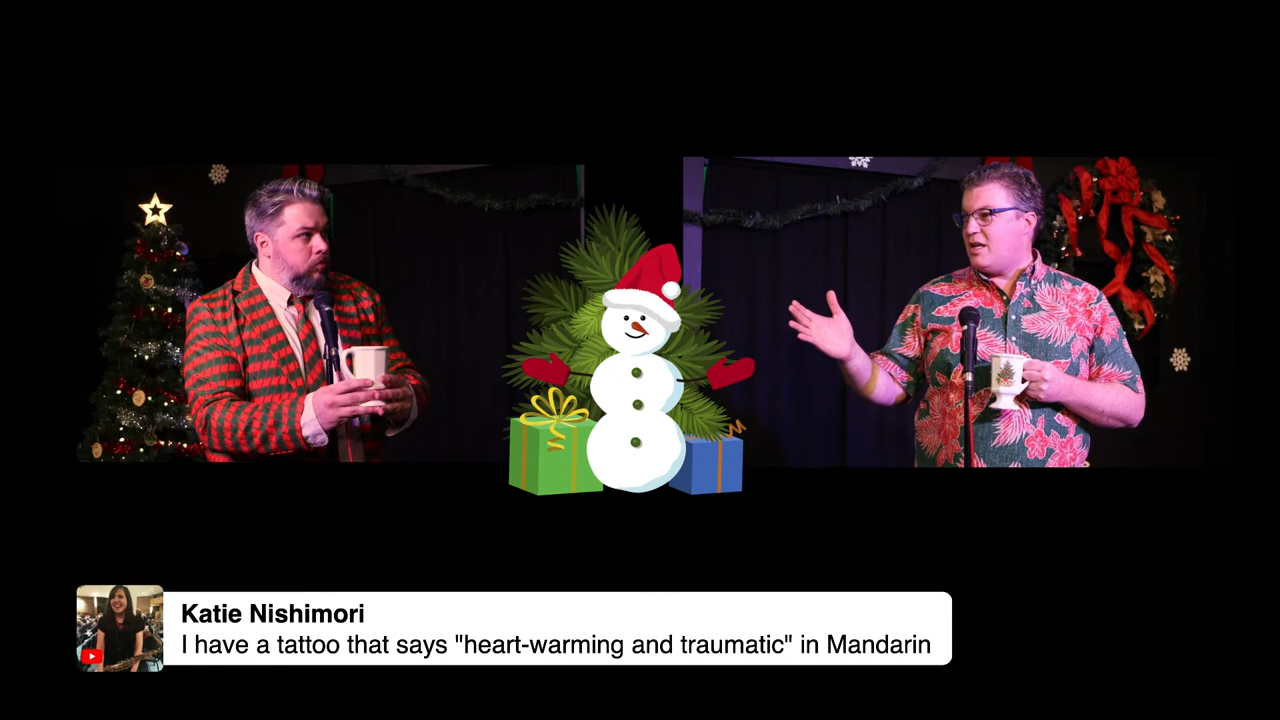 Katie Nishimori
I have a tattoo that says "heart-warming and traumatic" in Mandarin